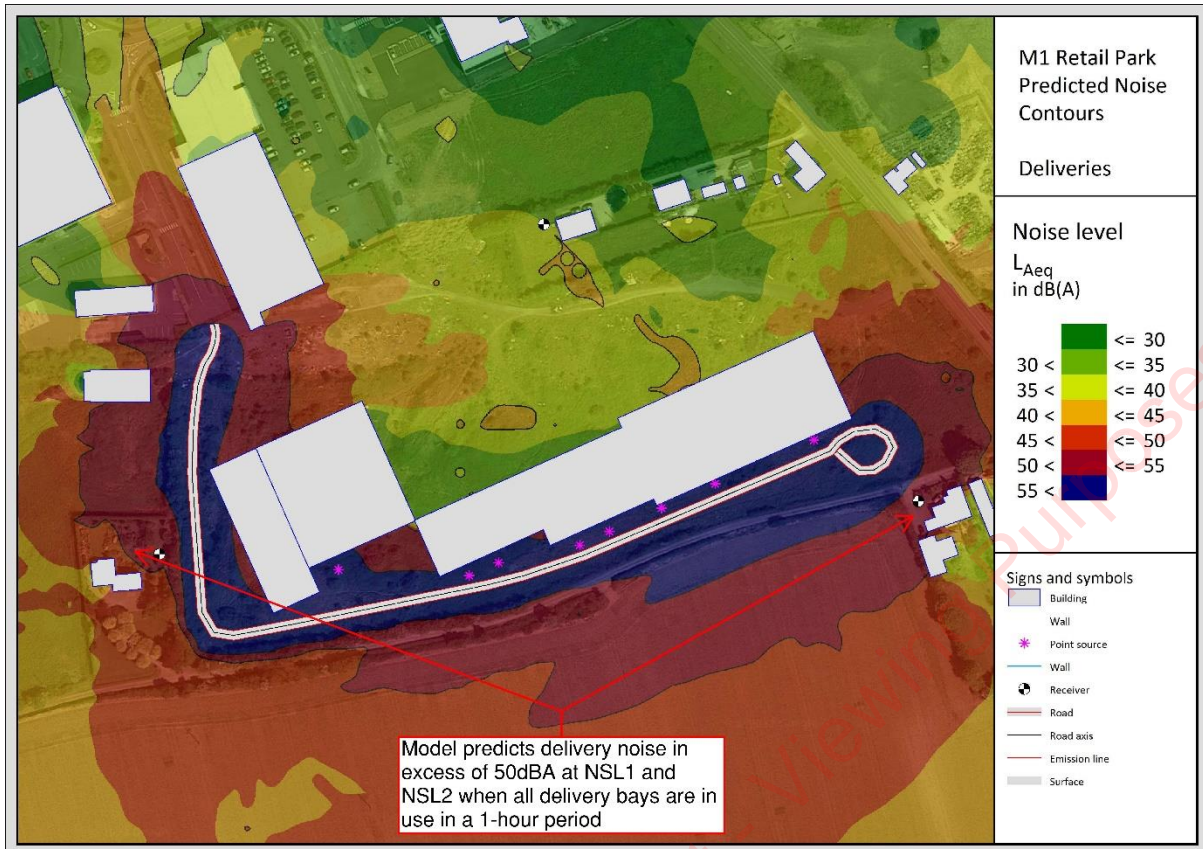 M1 Retail Park
Predicted Noise
Contours
Deliveries
Noise level
LAeq
in dB(A)
<= 30
30 < <= 35
35 < <= 40
40 < <= 45
45 < <= 50
50 < <= 55
55 <
Signs and symbols
Building
Wall
Point source
Wall
Receiver
Road
Road axis
Emission line
Surface
Model predicts delivery noise in
excess of 50dBA at NSL1 and
NSL2 when all delivery bays are in
use in a 1-hour period
Viewing Purpose